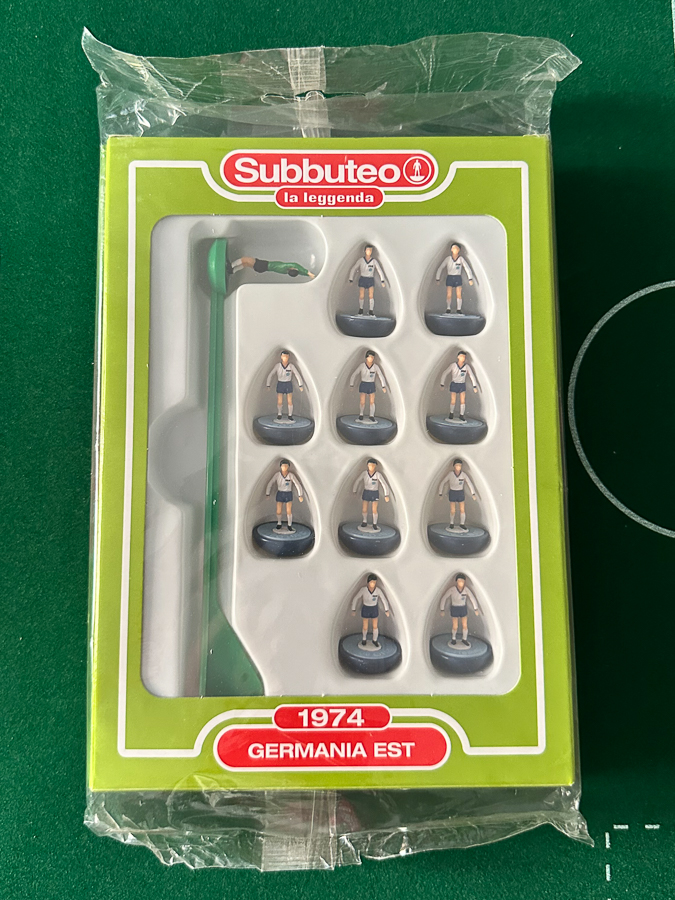 Subbuteo
la leggenda
1974
GERMANIA EST